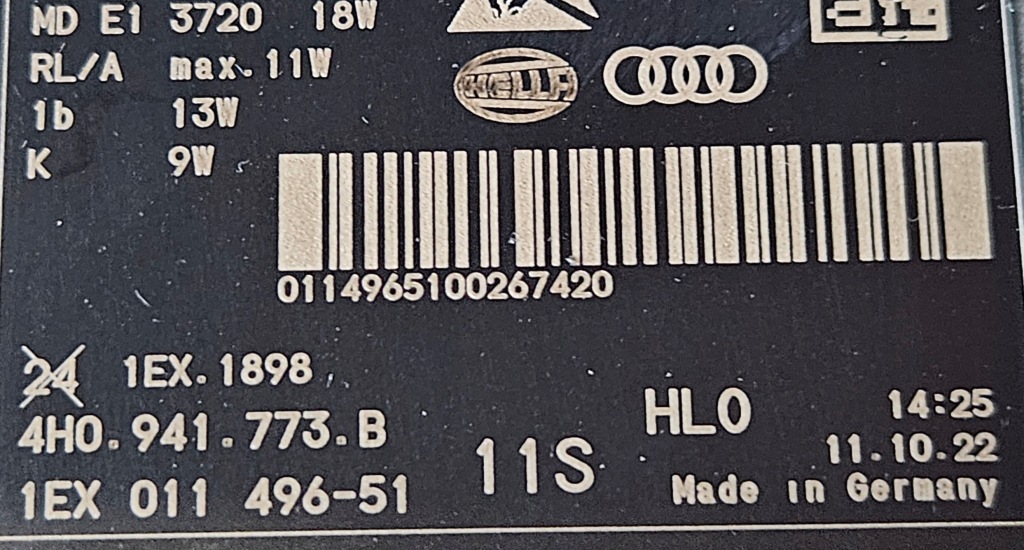 MD E1 3720 18W
RL/A max.11W
HELLA
1b 13W
K 9W
0114965100267420
24 1EX.1898
4H0.941.773.B
HLO 14:25
11.10.22
1EX 011 496-51
11S
Made in Germany